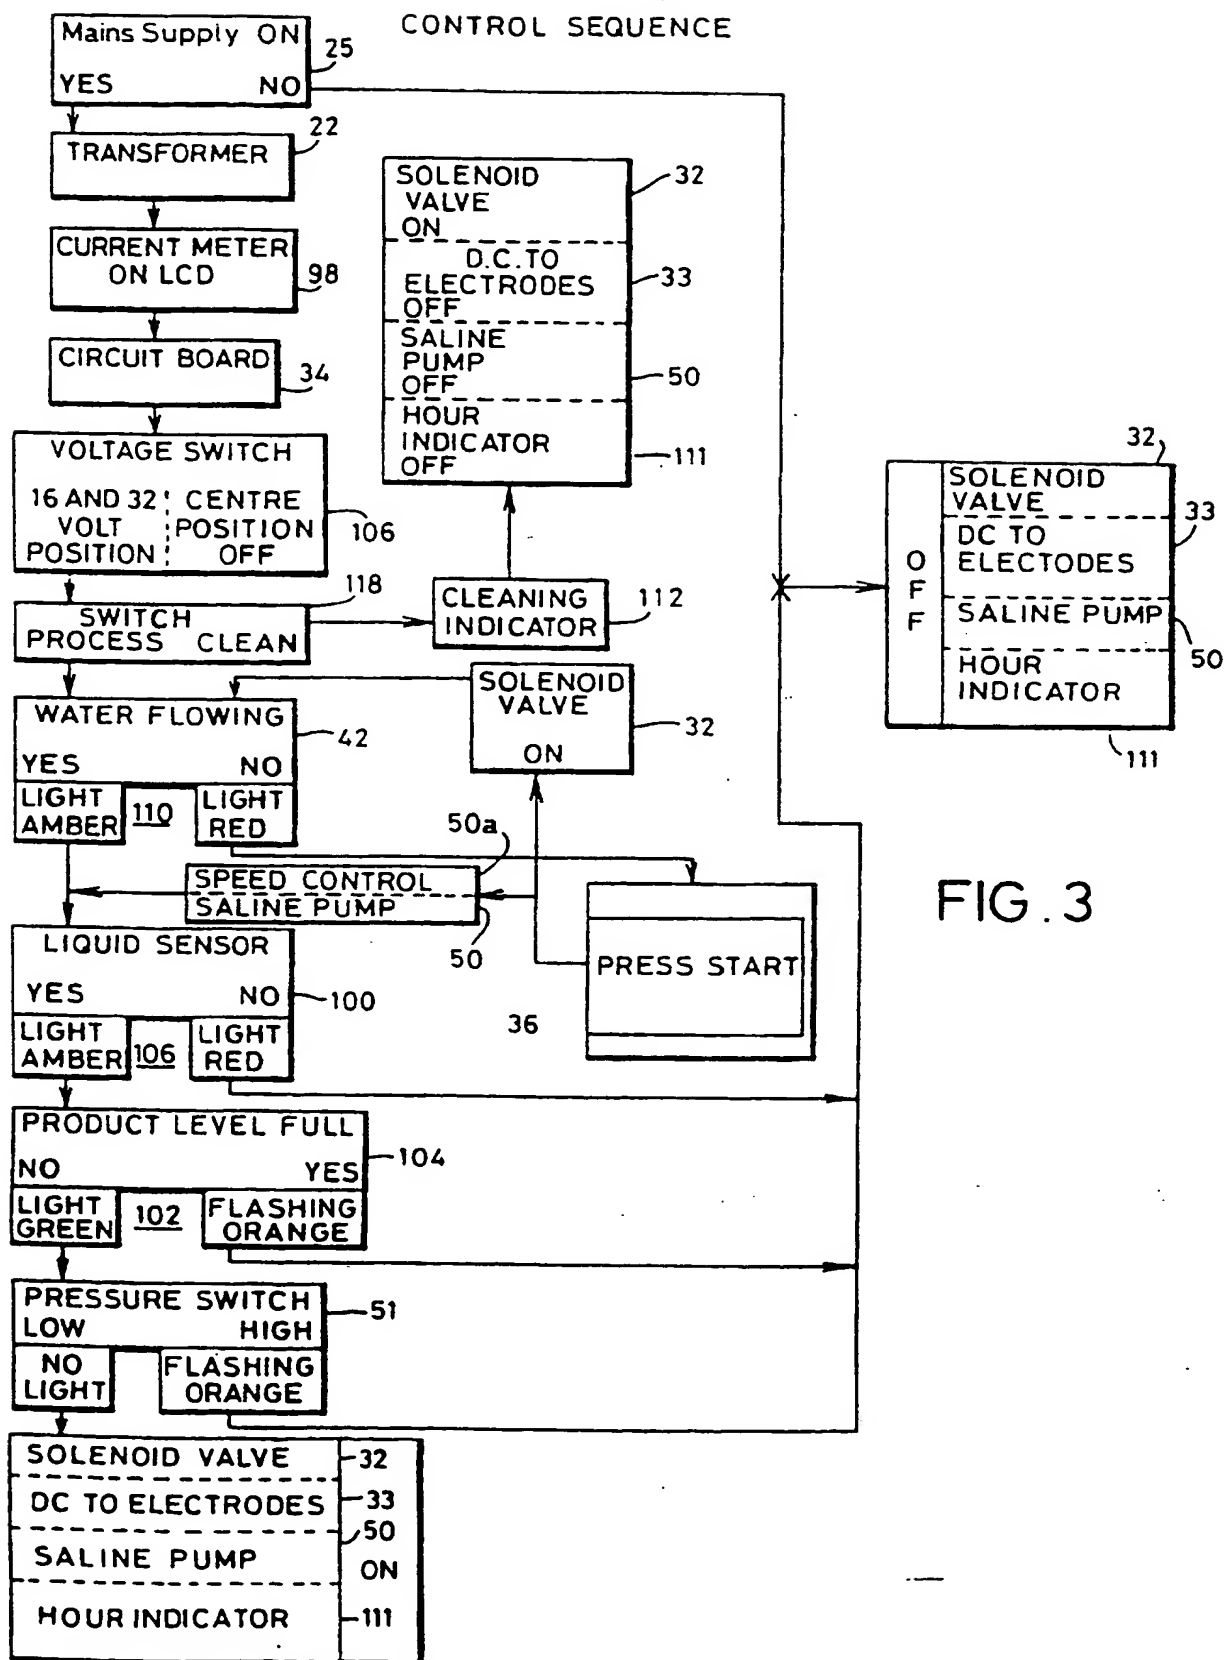 CONTROL SEQUENCE
Mains Supply ON
25
YES NO
22
TRANSFORMER
CURRENT METER
ON LCD
98
CIRCUIT BOARD
34
VOLTAGE SWITCH
16 AND 32
VOLT
POSITION
CENTRE
POSITION
OFF
106
118
SWITCH
PROCESS CLEAN
CLEANING
INDICATOR
112
SOLENOID
VALVE
ON
32
D.C. TO
ELECTRODES
OFF
33
SALINE
PUMP
OFF
50
HOUR
INDICATOR
OFF
111
OFF
32
SOLENOID
VALVE
33
DC TO
ELECTODES
SALINE PUMP
50
HOUR
INDICATOR
111
WATER FLOWING
42
YES NO
LIGHT
AMBER
110
LIGHT
RED
SOLENOID
VALVE
32
ON
50a
SPEED CONTROL
SALINE PUMP
50
PRESS START
36
FIG. 3
LIQUID SENSOR
YES NO
100
LIGHT
AMBER
106
LIGHT
RED
PRODUCT LEVEL FULL
104
NO YES
LIGHT
GREEN
102
FLASHING
ORANGE
PRESSURE SWITCH
51
LOW HIGH
NO
LIGHT
FLASHING
ORANGE
SOLENOID VALVE
32
DC TO ELECTRODES
33
50
SALINE PUMP
ON
HOUR INDICATOR
111